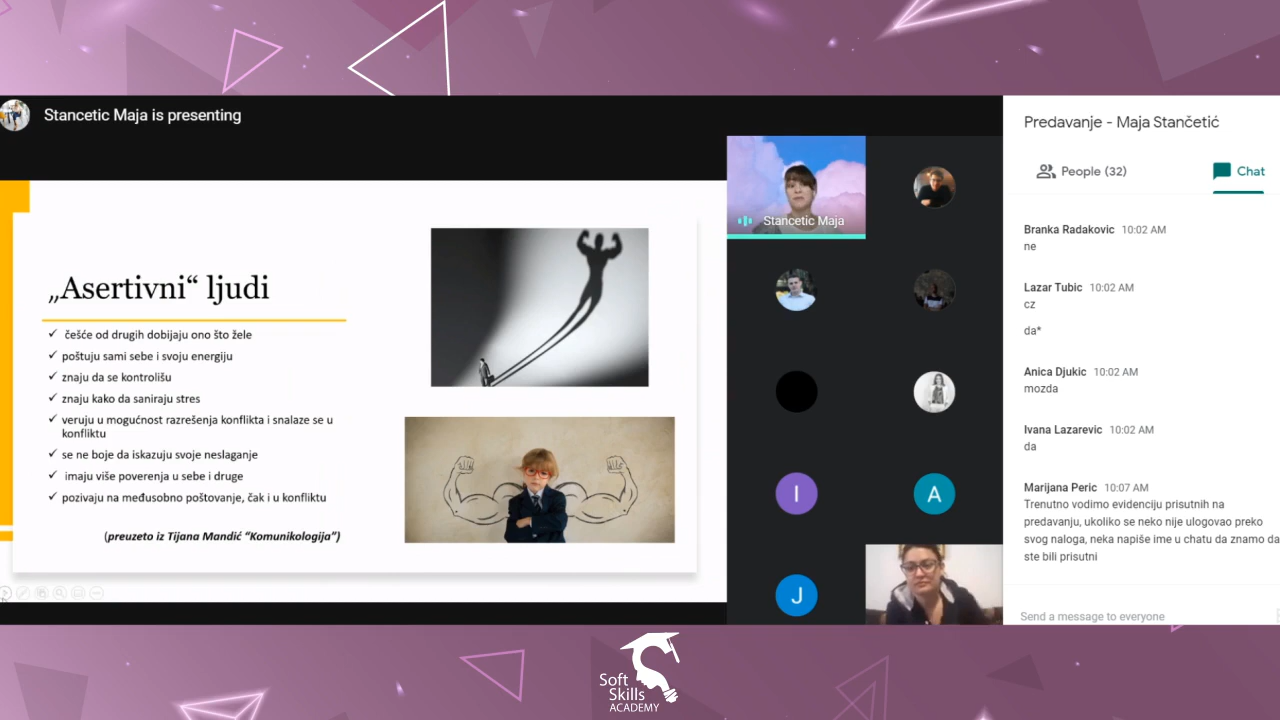 Stancetic Maja is presenting
„Asertivni“ ljudi
✓ češće od drugih dobijaju ono što žele
✓ poštuju sami sebe i svoju energiju
✓ znaju da se kontrolišu
✓ znaju kako da saniraju stres
✓ veruju u mogućnost razrešenja konflikta i snalaze se u
konfliktu
✓ se ne boje da iskazuju svoje neslaganje
✓ imaju više poverenja u sebe i druge
✓ pozivaju na međusobno poštovanje, čak i u konfliktu
(preuzeto iz Tijana Mandić “Komunikologija”)
Stancetic Maja
I
A
J
Predavanje - Maja Stančetić
People (32)
Chat
Branka Radakovic 10:02 AM
ne
Lazar Tubic 10:02 AM
cz
da*
Anica Djukic 10:02 AM
mozda
Ivana Lazarevic 10:02 AM
da
Marijana Peric 10:07 AM
Trenutno vodimo evidenciju prisutnih na
predavanju, ukoliko se neko nije ulogovao preko
svog naloga, neka napiše ime u chatu da znamo da
ste bili prisutni
Send a message to everyone
Soft
Skills
ACADEMY